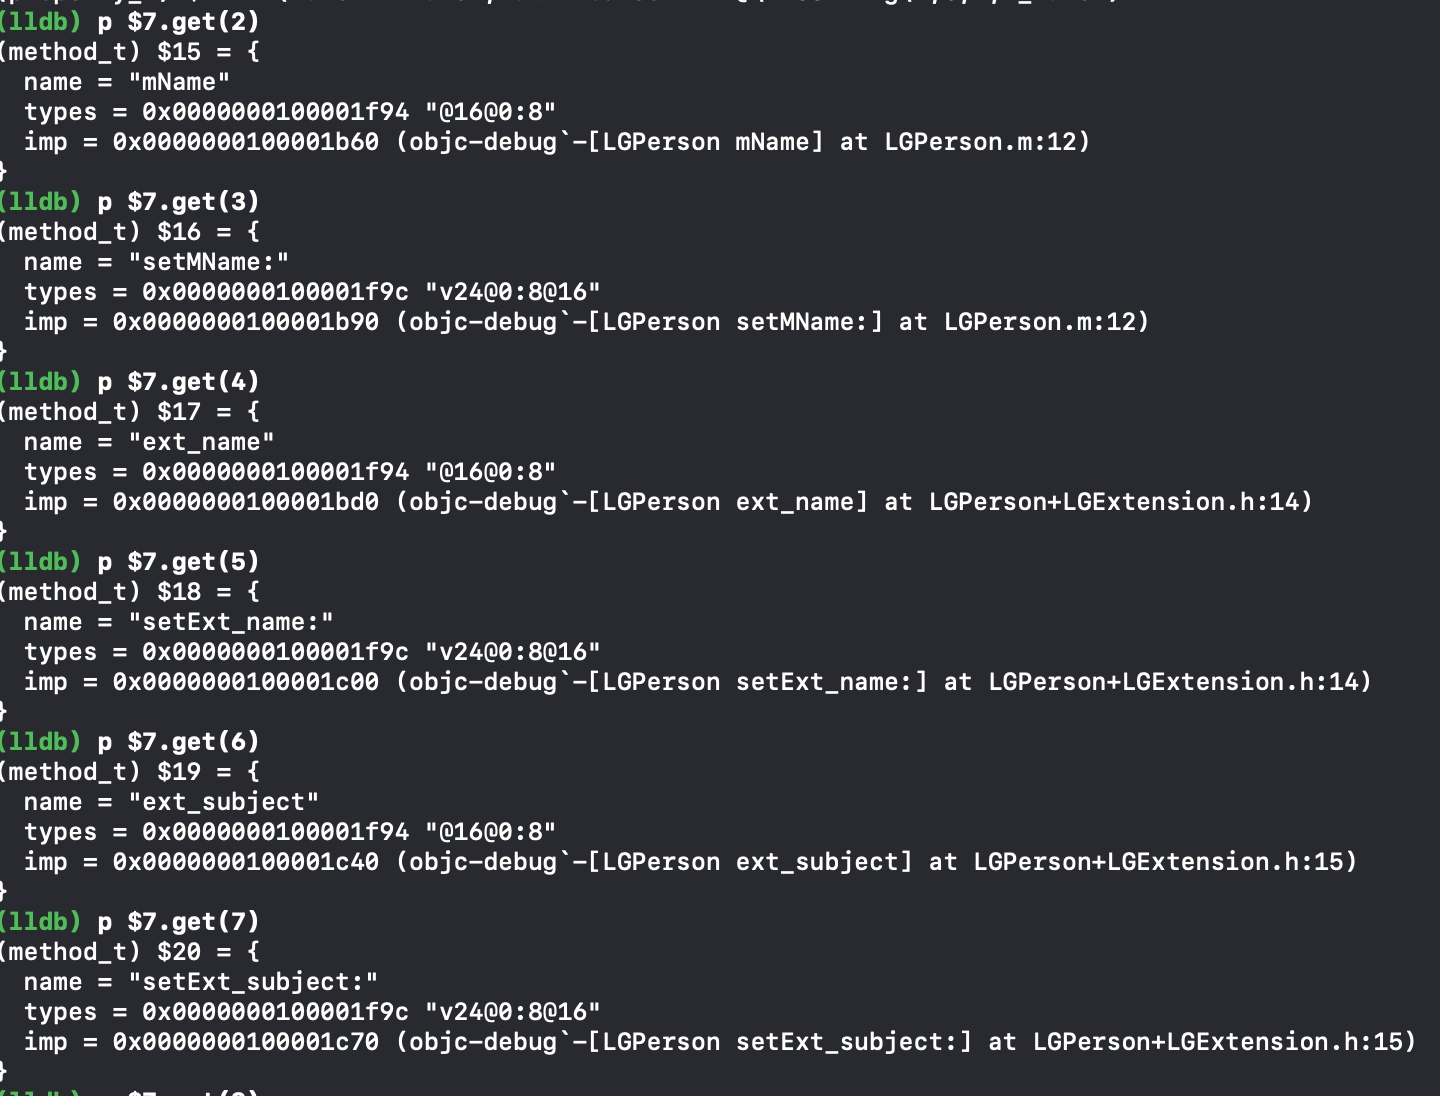 (lldb) p $7.get(2)
(method_t) $15 = {
  name = "mName"
  types = 0x0000000100001f94 "@16@0:8"
  imp = 0x0000000100001b60 (objc-debug`-[LGPerson mName] at LGPerson.m:12)
}
(lldb) p $7.get(3)
(method_t) $16 = {
  name = "setMName:"
  types = 0x0000000100001f9c "v24@0:8@16"
  imp = 0x0000000100001b90 (objc-debug`-[LGPerson setMName:] at LGPerson.m:12)
}
(lldb) p $7.get(4)
(method_t) $17 = {
  name = "ext_name"
  types = 0x0000000100001f94 "@16@0:8"
  imp = 0x0000000100001bd0 (objc-debug`-[LGPerson ext_name] at LGPerson+LGExtension.h:14)
}
(lldb) p $7.get(5)
(method_t) $18 = {
  name = "setExt_name:"
  types = 0x0000000100001f9c "v24@0:8@16"
  imp = 0x0000000100001c00 (objc-debug`-[LGPerson setExt_name:] at LGPerson+LGExtension.h:14)
}
(lldb) p $7.get(6)
(method_t) $19 = {
  name = "ext_subject"
  types = 0x0000000100001f94 "@16@0:8"
  imp = 0x0000000100001c40 (objc-debug`-[LGPerson ext_subject] at LGPerson+LGExtension.h:15)
}
(lldb) p $7.get(7)
(method_t) $20 = {
  name = "setExt_subject:"
  types = 0x0000000100001f9c "v24@0:8@16"
  imp = 0x0000000100001c70 (objc-debug`-[LGPerson setExt_subject:] at LGPerson+LGExtension.h:15)
}